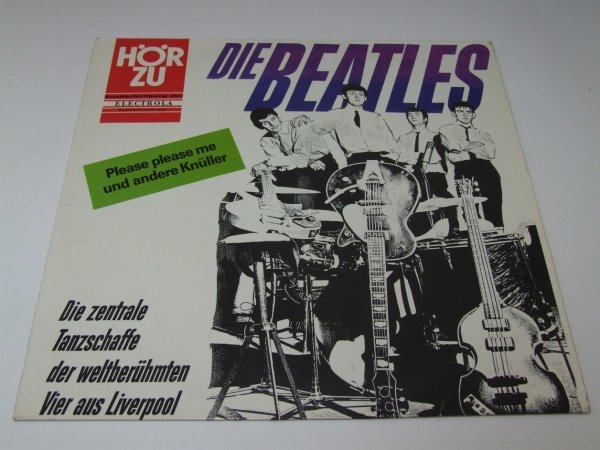 HÖR
ZU
DIE BEATLES
ELECTROLA
Please please me
und andere Knüller
Die zentrale
Tanzschaffe
der weltberühmten
Vier aus Liverpool